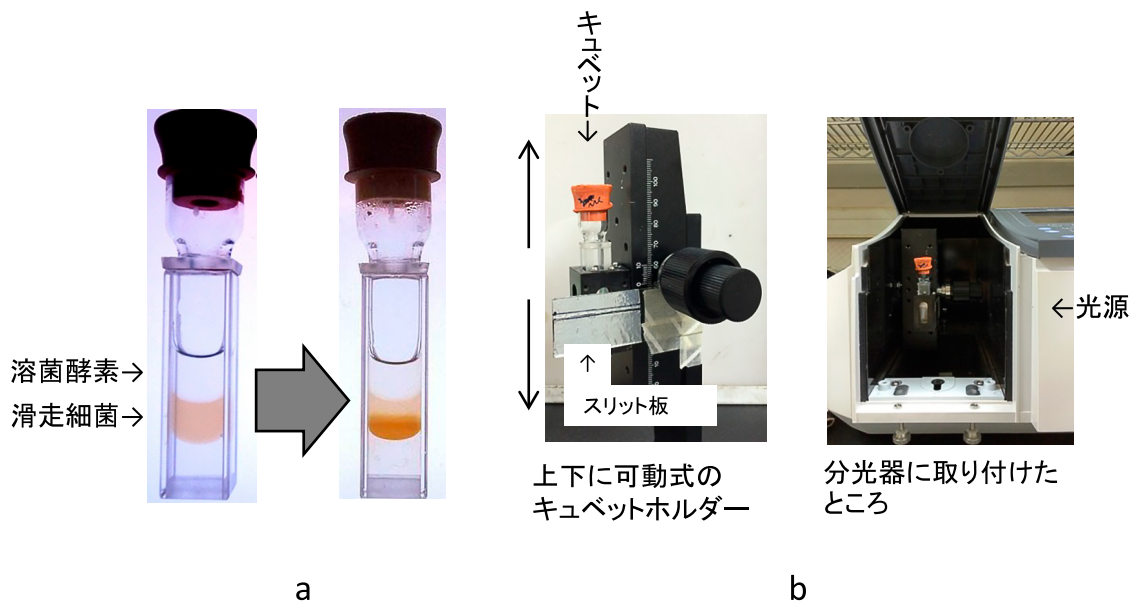 キュベット→
溶菌酵素→
滑走細菌→
↑
スリット板
←光源
上下に可動式の
キュベットホルダー
分光器に取り付けた
ところ
a
b